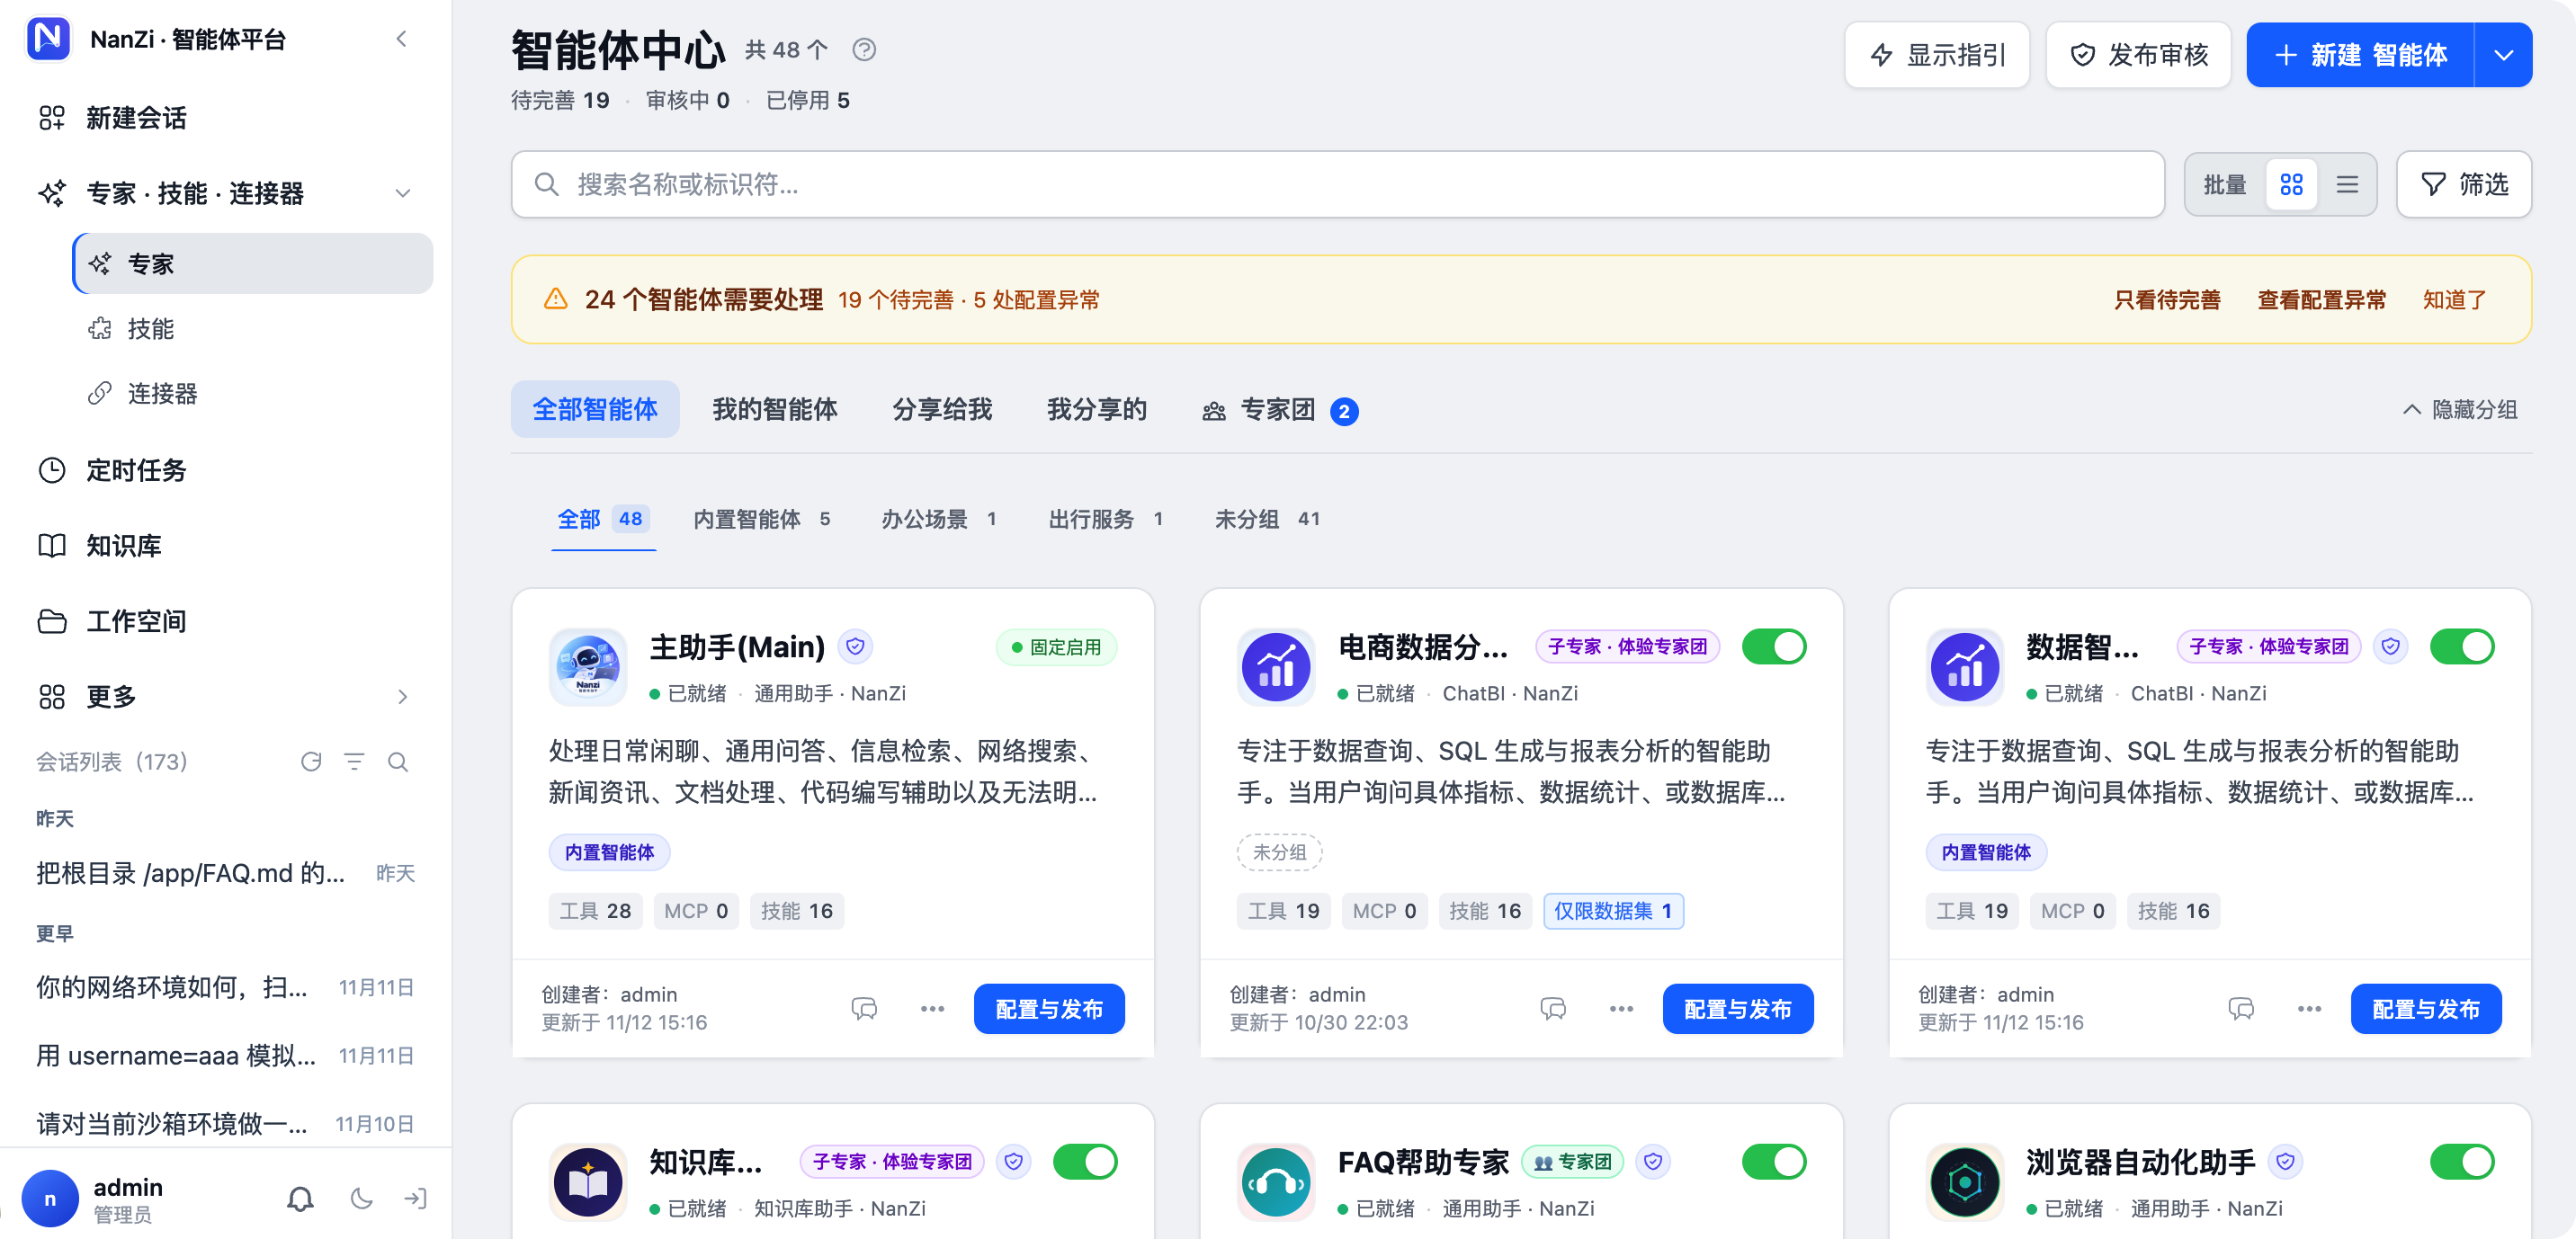 NanZi · 智能体平台
新建会话
专家 · 技能 · 连接器
专家
技能
连接器
定时任务
知识库
工作空间
更多
会话列表（173）
昨天
把根目录 /app/FAQ.md 的... 昨天
更早
你的网络环境如何，扫... 11月11日
用 username=aaa 模拟... 11月11日
请对当前沙箱环境做一... 11月10日
n
admin
管理员
智能体中心 共 48 个
待完善 19 · 审核中 0 · 已停用 5
显示指引
发布审核
新建 智能体
搜索名称或标识符...
批量
筛选
24 个智能体需要处理 19 个待完善 · 5 处配置异常
只看待完善 查看配置异常 知道了
全部智能体 我的智能体 分享给我 我分享的 专家团 2
隐藏分组
全部 48 内置智能体 5 办公场景 1 出行服务 1 未分组 41
主助手(Main) 固定启用
已就绪 · 通用助手 · NanZi
处理日常闲聊、通用问答、信息检索、网络搜索、
新闻资讯、文档处理、代码编写辅助以及无法明...
内置智能体
工具 28 MCP 0 技能 16
创建者：admin
更新于 11/12 15:16
配置与发布
电商数据分... 子专家 · 体验专家团
已就绪 · ChatBI · NanZi
专注于数据查询、SQL 生成与报表分析的智能助
手。当用户询问具体指标、数据统计、或数据库...
未分组
工具 19 MCP 0 技能 16 仅限数据集 1
创建者：admin
更新于 10/30 22:03
配置与发布
数据智... 子专家 · 体验专家团
已就绪 · ChatBI · NanZi
专注于数据查询、SQL 生成与报表分析的智能助
手。当用户询问具体指标、数据统计、或数据库...
内置智能体
工具 19 MCP 0 技能 16
创建者：admin
更新于 11/12 15:16
配置与发布
知识库... 子专家 · 体验专家团
已就绪 · 知识库助手 · NanZi
FAQ帮助专家 专家团
已就绪 · 通用助手 · NanZi
浏览器自动化助手
已就绪 · 通用助手 · NanZi